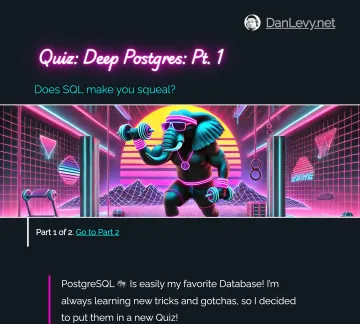 DanLevy.net
Quiz: Deep Postgres: Pt. 1
Does SQL make you squeal?
Part 1 of 2. Go to Part 2
PostgreSQL 🐘 Is easily my favorite Database! I'm
always learning new tricks and gotchas, so I decided
to put them in a new Quiz!